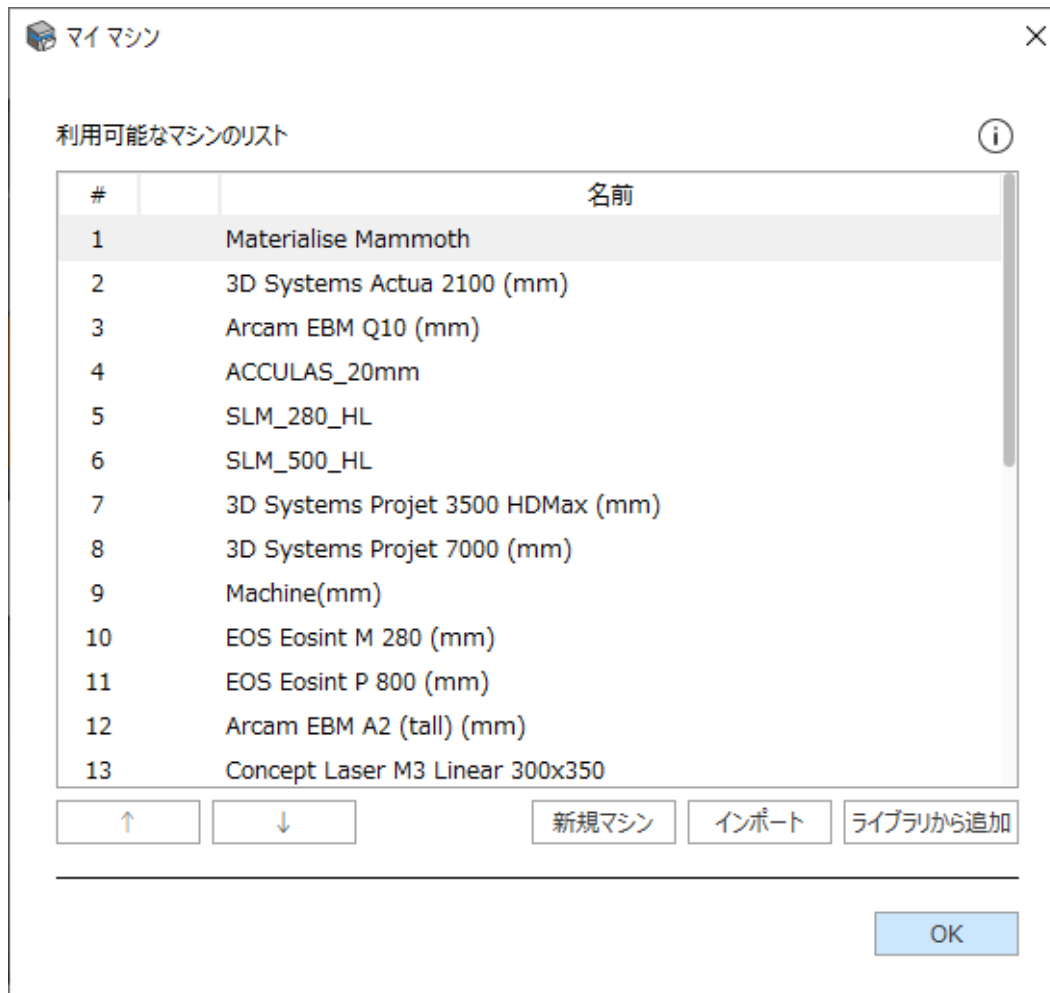 マイ マシン
利用可能なマシンのリスト
# 名前
1 Materialise Mammoth
2 3D Systems Actua 2100 (mm)
3 Arcam EBM Q10 (mm)
4 ACCULAS_20mm
5 SLM_280_HL
6 SLM_500_HL
7 3D Systems Projet 3500 HDMax (mm)
8 3D Systems Projet 7000 (mm)
9 Machine(mm)
10 EOS Eosint M 280 (mm)
11 EOS Eosint P 800 (mm)
12 Arcam EBM A2 (tall) (mm)
13 Concept Laser M3 Linear 300x350
↑ ↓ 新規マシン インポート ライブラリから追加
OK